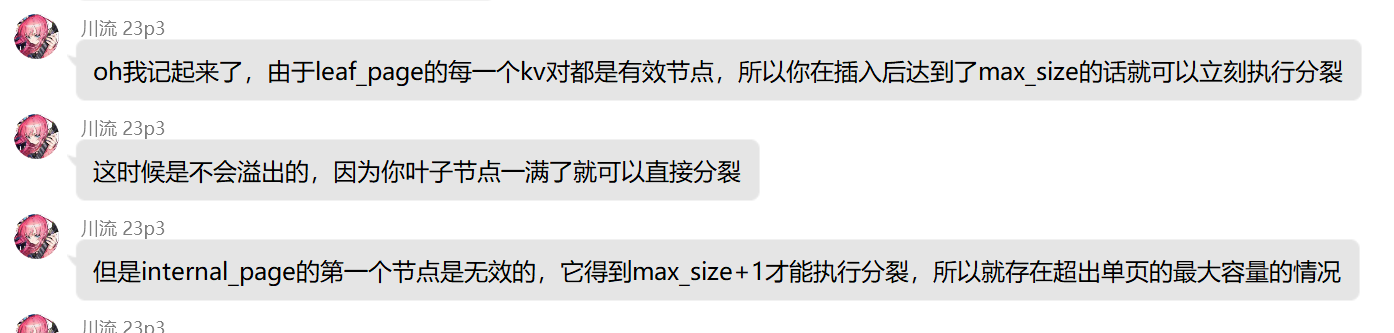 川流 23p3
oh我记起来了，由于leaf_page的每一个kv对都是有效节点，所以你在插入后达到了max_size的话就可以立刻执行分裂
川流 23p3
这时候是不会溢出的，因为你叶子节点一满了就可以直接分裂
川流 23p3
但是internal_page的第一个节点是无效的，它得到max_size+1才能执行分裂，所以就存在超出单页的最大容量的情况
川流 23p3